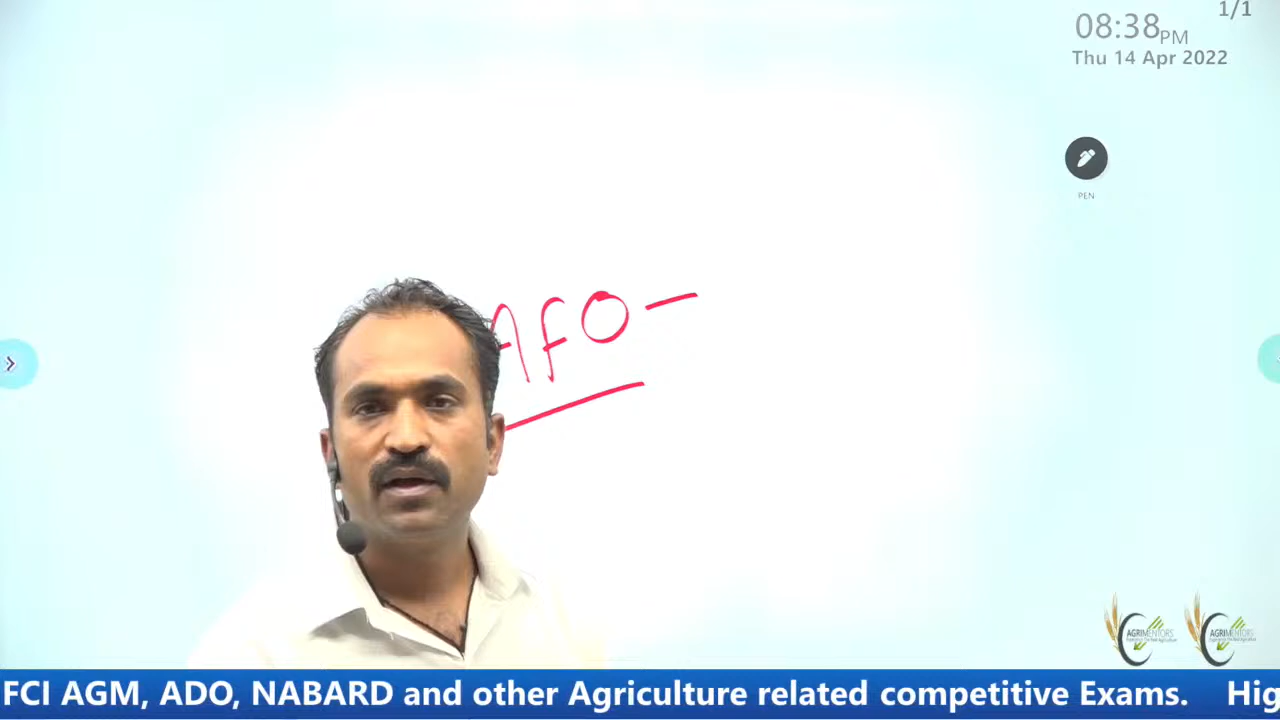 1/1
08:38PM
Thu 14 Apr 2022
PEN
AFO-
AGRIMENTORS
AGRIMENTORS
FCI AGM, ADO, NABARD and other Agriculture related competitive Exams. Hig